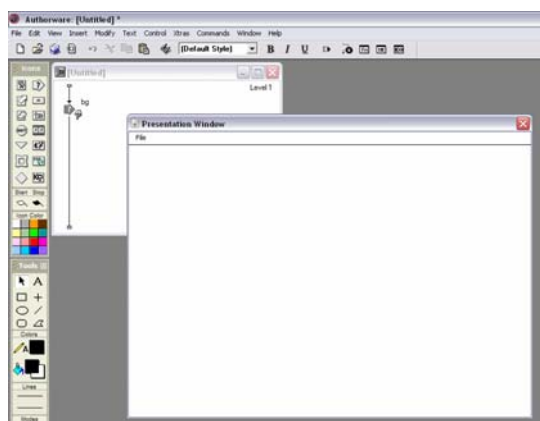 Authorware: [Untitled] *
File Edit View Insert Modify Text Control Xtras Commands Window Help
(Default Style) B I U
Icons
[Untitled]
Level 1
bg
Presentation Window
File
Start Stop
Icon Color
Tools
A
Colors
A
Lines
Modes